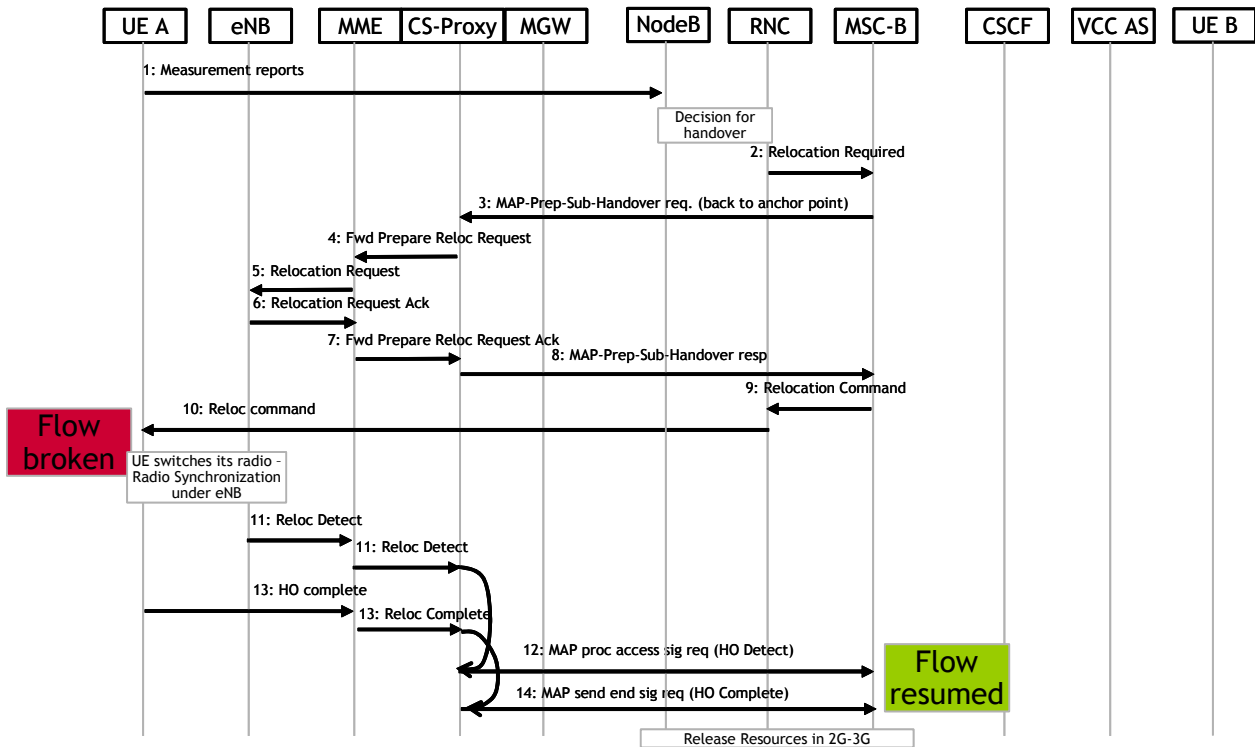 UE A
eNB
MME
CS-Proxy
MGW
NodeB
RNC
MSC-B
CSCF
VCC AS
UE B
1: Measurement reports
Decision for
handover
2: Relocation Required
3: MAP-Prep-Sub-Handover req. (back to anchor point)
4: Fwd Prepare Reloc Request
5: Relocation Request
6: Relocation Request Ack
7: Fwd Prepare Reloc Request Ack
8: MAP-Prep-Sub-Handover resp
9: Relocation Command
10: Reloc command
Flow
broken
UE switches its radio -
Radio Synchronization
under eNB
11: Reloc Detect
11: Reloc Detect
13: HO complete
13: Reloc Complete
12: MAP proc access sig req (HO Detect)
Flow
resumed
14: MAP send end sig req (HO Complete)
Release Resources in 2G-3G